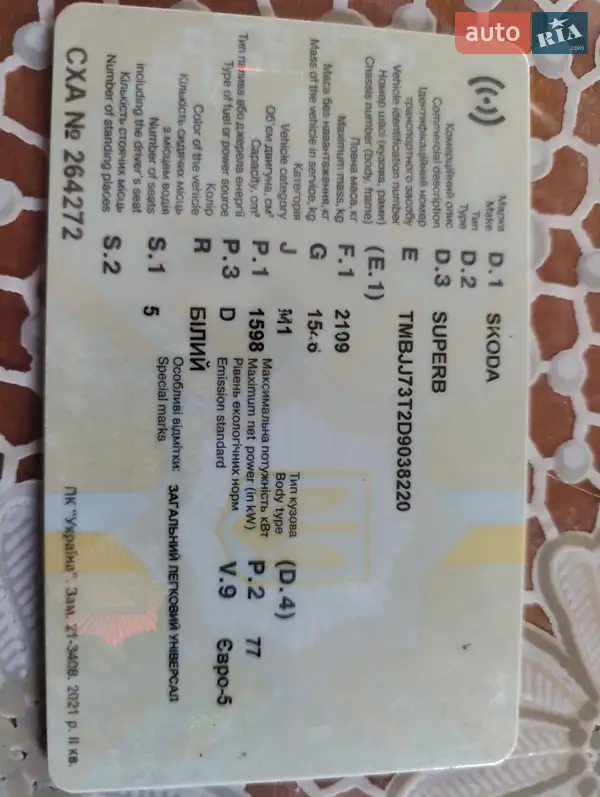 auto RIA .com
Марка D.1 SKODA
Make
Тип D.2
Type
Комерційний опис D.3 SUPERB
Commercial description
Ідентифікаційний номер E TMBJJ73T2D9038220
транспортного засобу
Vehicle identification number
Номер шасі (кузова, рами) (E.1)
Chassis number (body, frame)
Повна маса, кг F.1 2109
Maximum mass, kg
Маса без навантаження, кг G
Mass of the vehicle in service, kg
Категорія J M1 Тип кузова (D.4)
Vehicle category Body type
Об'єм двигуна, см³ P.1 1598 Максимальна потужність кВт P.2 77
Capacity, cm³ Maximum net power (in kW)
Тип палива або джерела енергії P.3 D Рівень екологічних норм V.9 Євро-5
Type of fuel or power source Emission standard
Колір R БІЛИЙ
Color of the vehicle
Кількість сидячих місць S.1 5 Особливі відмітки: ЗАГАЛЬНИЙ ЛЕГКОВИЙ УНІВЕРСАЛ
з місцем водія Special marks
Number of seats
including the driver's seat
Кількість стоячих місць S.2
Number of standing places
СХА № 264272 ПК "Україна". Зам. 21-3408. 2021 р. ІІ кв.